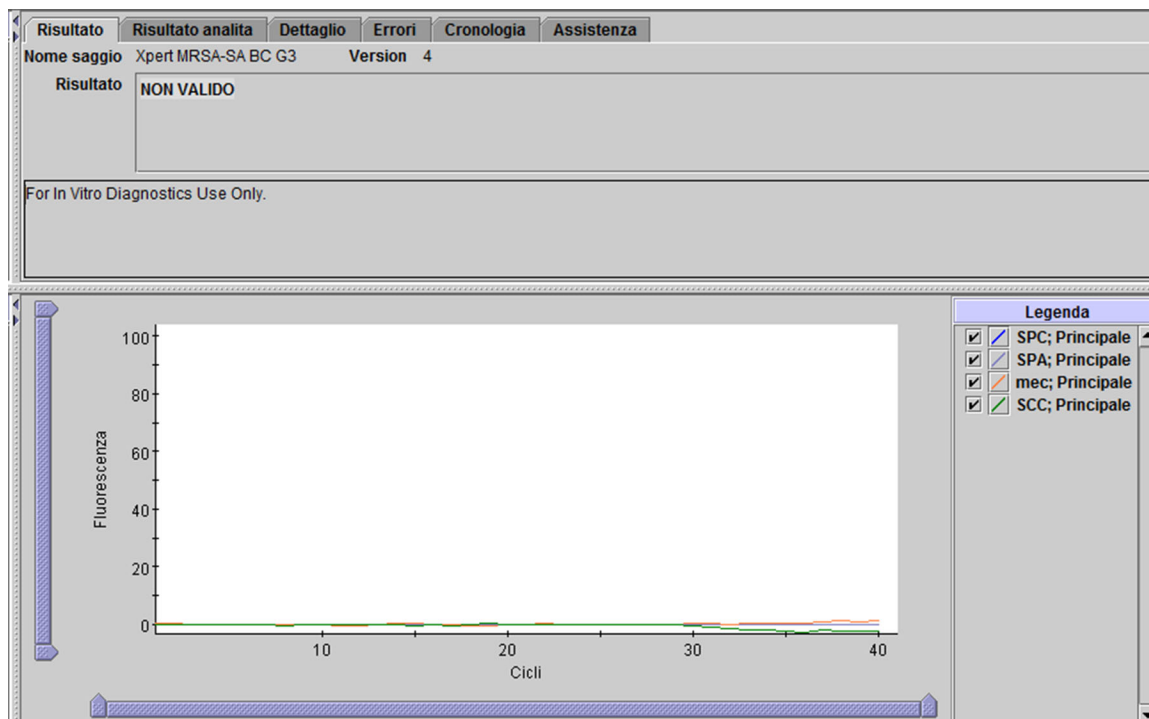 Risultato Risultato analita Dettaglio Errori Cronologia Assistenza
Nome saggio Xpert MRSA-SA BC G3 Version 4
Risultato NON VALIDO
For In Vitro Diagnostics Use Only.
Legenda
SPC; Principale
SPA; Principale
mec; Principale
SCC; Principale
Fluorescenza
100
80
60
40
20
0
10 20 30 40
Cicli